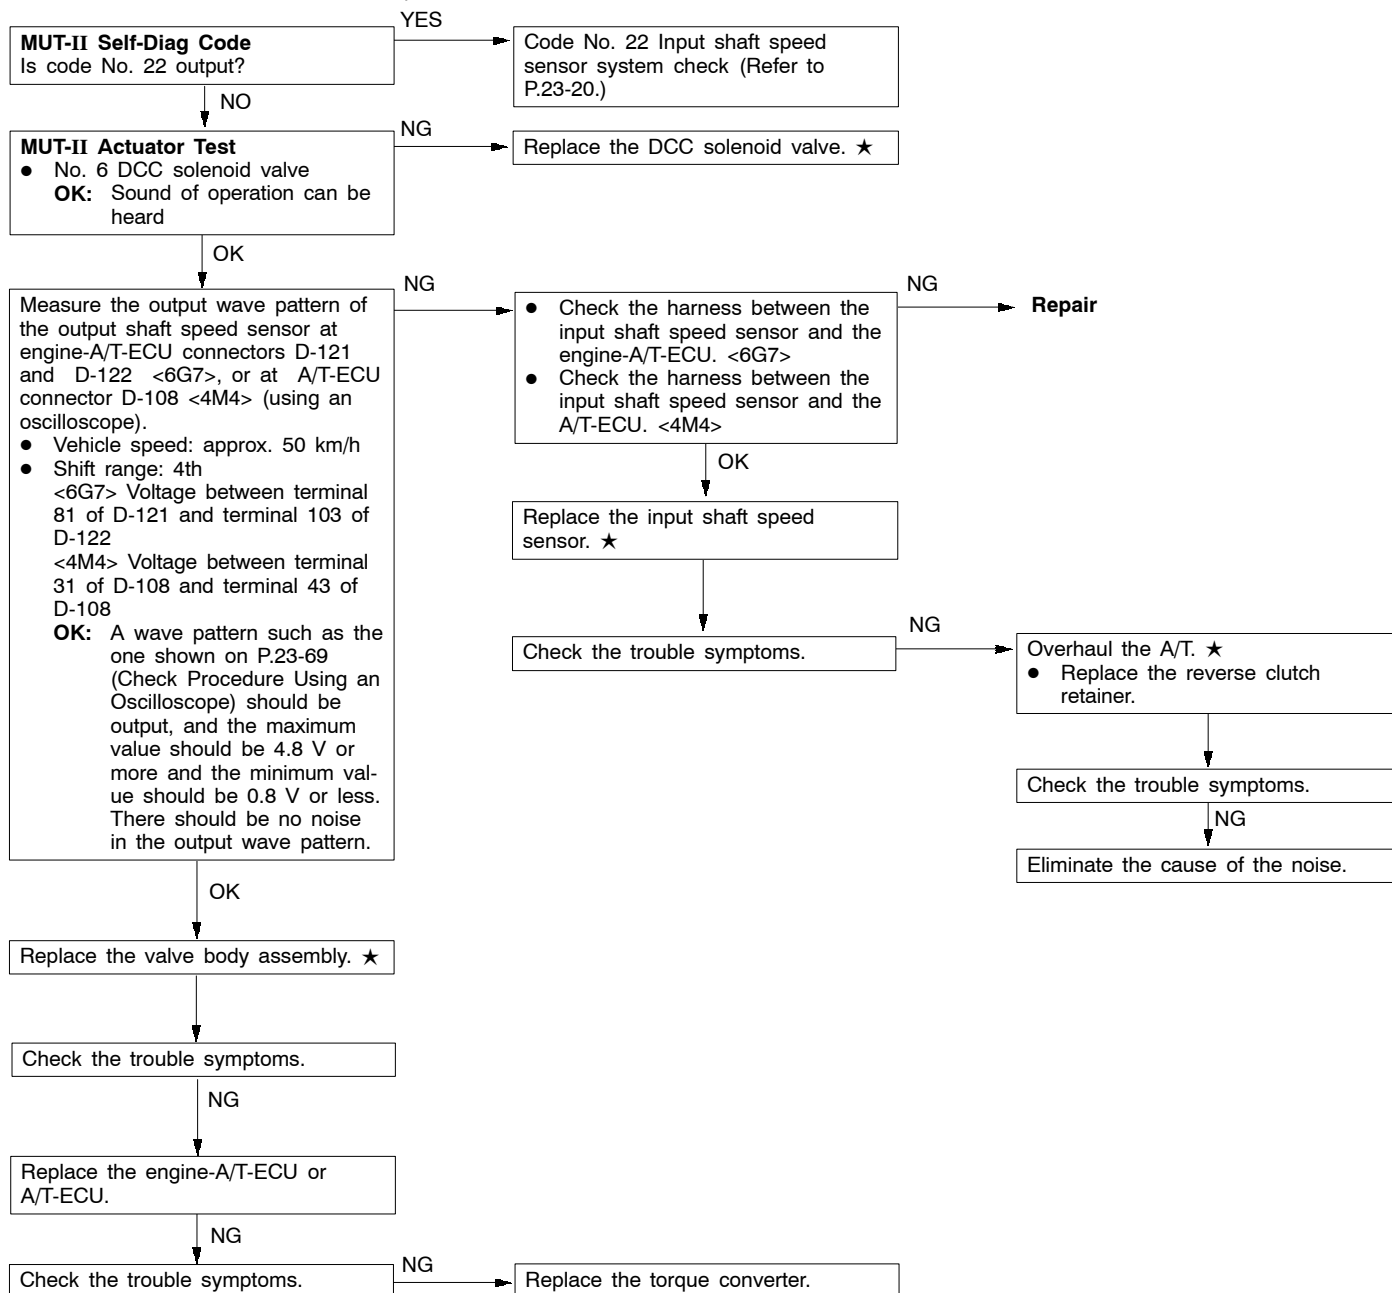 YES
MUT-II Self-Diag Code
Is code No. 22 output?
Code No. 22 Input shaft speed
sensor system check (Refer to
P.23-20.)
NO
MUT-II Actuator Test
● No. 6 DCC solenoid valve
OK: Sound of operation can be
heard
NG
Replace the DCC solenoid valve. ★
OK
Measure the output wave pattern of
the output shaft speed sensor at
engine-A/T-ECU connectors D-121
and D-122 <6G7>, or at A/T-ECU
connector D-108 <4M4> (using an
oscilloscope).
● Vehicle speed: approx. 50 km/h
● Shift range: 4th
<6G7> Voltage between terminal
81 of D-121 and terminal 103 of
D-122
<4M4> Voltage between terminal
31 of D-108 and terminal 43 of
D-108
OK: A wave pattern such as the
one shown on P.23-69
(Check Procedure Using an
Oscilloscope) should be
output, and the maximum
value should be 4.8 V or
more and the minimum val-
ue should be 0.8 V or less.
There should be no noise
in the output wave pattern.
NG
● Check the harness between the
input shaft speed sensor and the
engine-A/T-ECU. <6G7>
● Check the harness between the
input shaft speed sensor and the
A/T-ECU. <4M4>
NG
Repair
OK
Replace the input shaft speed
sensor. ★
Check the trouble symptoms.
NG
Overhaul the A/T. ★
● Replace the reverse clutch
retainer.
Check the trouble symptoms.
NG
Eliminate the cause of the noise.
OK
Replace the valve body assembly. ★
Check the trouble symptoms.
NG
Replace the engine-A/T-ECU or
A/T-ECU.
NG
Check the trouble symptoms.
NG
Replace the torque converter.